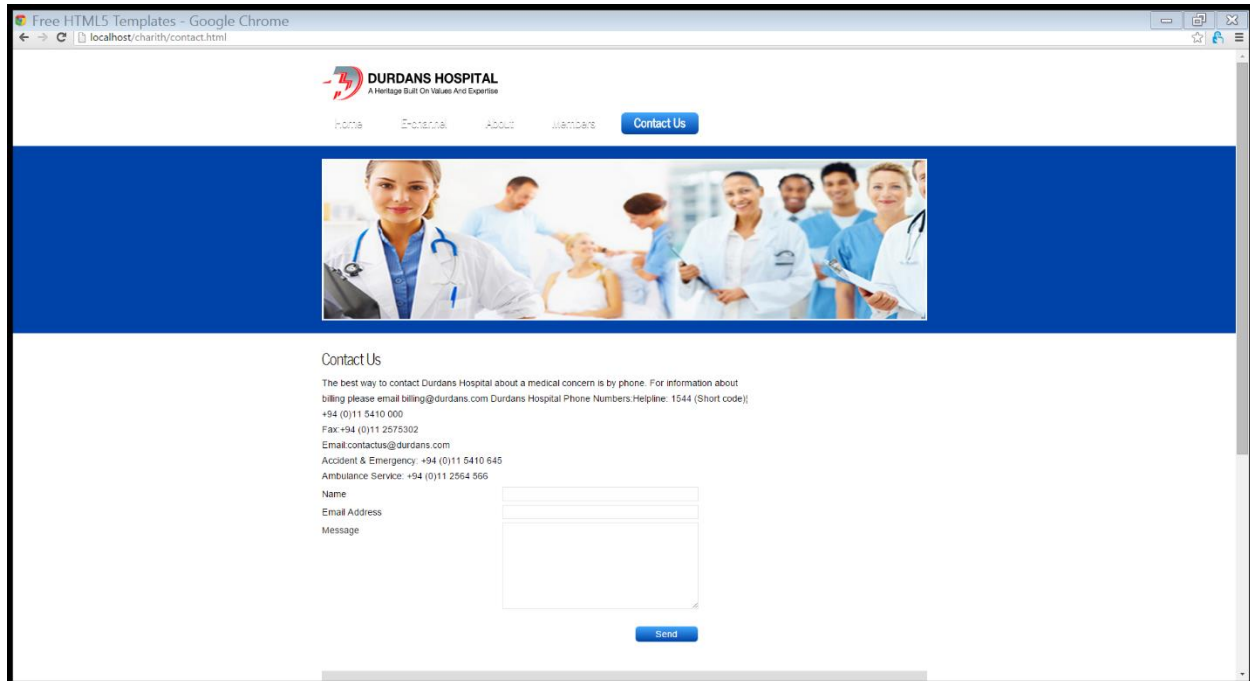 Free HTML5 Templates - Google Chrome
localhost/charith/contact.html
DURDANS HOSPITAL
A Heritage Built On Values And Expertise
Home E-channel About Members Contact Us
Contact Us
The best way to contact Durdans Hospital about a medical concern is by phone. For information about
billing please email billing@durdans.com Durdans Hospital Phone Numbers:Helpline: 1544 (Short code)¦
+94 (0)11 5410 000
Fax:+94 (0)11 2575302
Email:contactus@durdans.com
Accident & Emergency: +94 (0)11 5410 645
Ambulance Service: +94 (0)11 2564 566
Name
Email Address
Message
Send